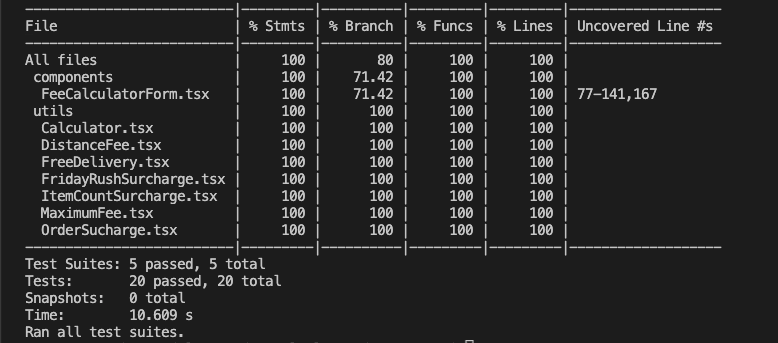 -------------------------|---------|----------|---------|---------|-------------------
File                     | % Stmts | % Branch | % Funcs | % Lines | Uncovered Line #s
-------------------------|---------|----------|---------|---------|-------------------
All files                |     100 |       80 |     100 |     100 |
 components              |     100 |    71.42 |     100 |     100 |
  FeeCalculatorForm.tsx  |     100 |    71.42 |     100 |     100 | 77-141,167
 utils                   |     100 |      100 |     100 |     100 |
  Calculator.tsx         |     100 |      100 |     100 |     100 |
  DistanceFee.tsx        |     100 |      100 |     100 |     100 |
  FreeDelivery.tsx       |     100 |      100 |     100 |     100 |
  FridayRushSurcharge.tsx |     100 |      100 |     100 |     100 |
  ItemCountSurcharge.tsx |     100 |      100 |     100 |     100 |
  MaximumFee.tsx         |     100 |      100 |     100 |     100 |
  OrderSucharge.tsx      |     100 |      100 |     100 |     100 |
-------------------------|---------|----------|---------|---------|-------------------
Test Suites: 5 passed, 5 total
Tests:       20 passed, 20 total
Snapshots:   0 total
Time:        10.609 s
Ran all test suites.